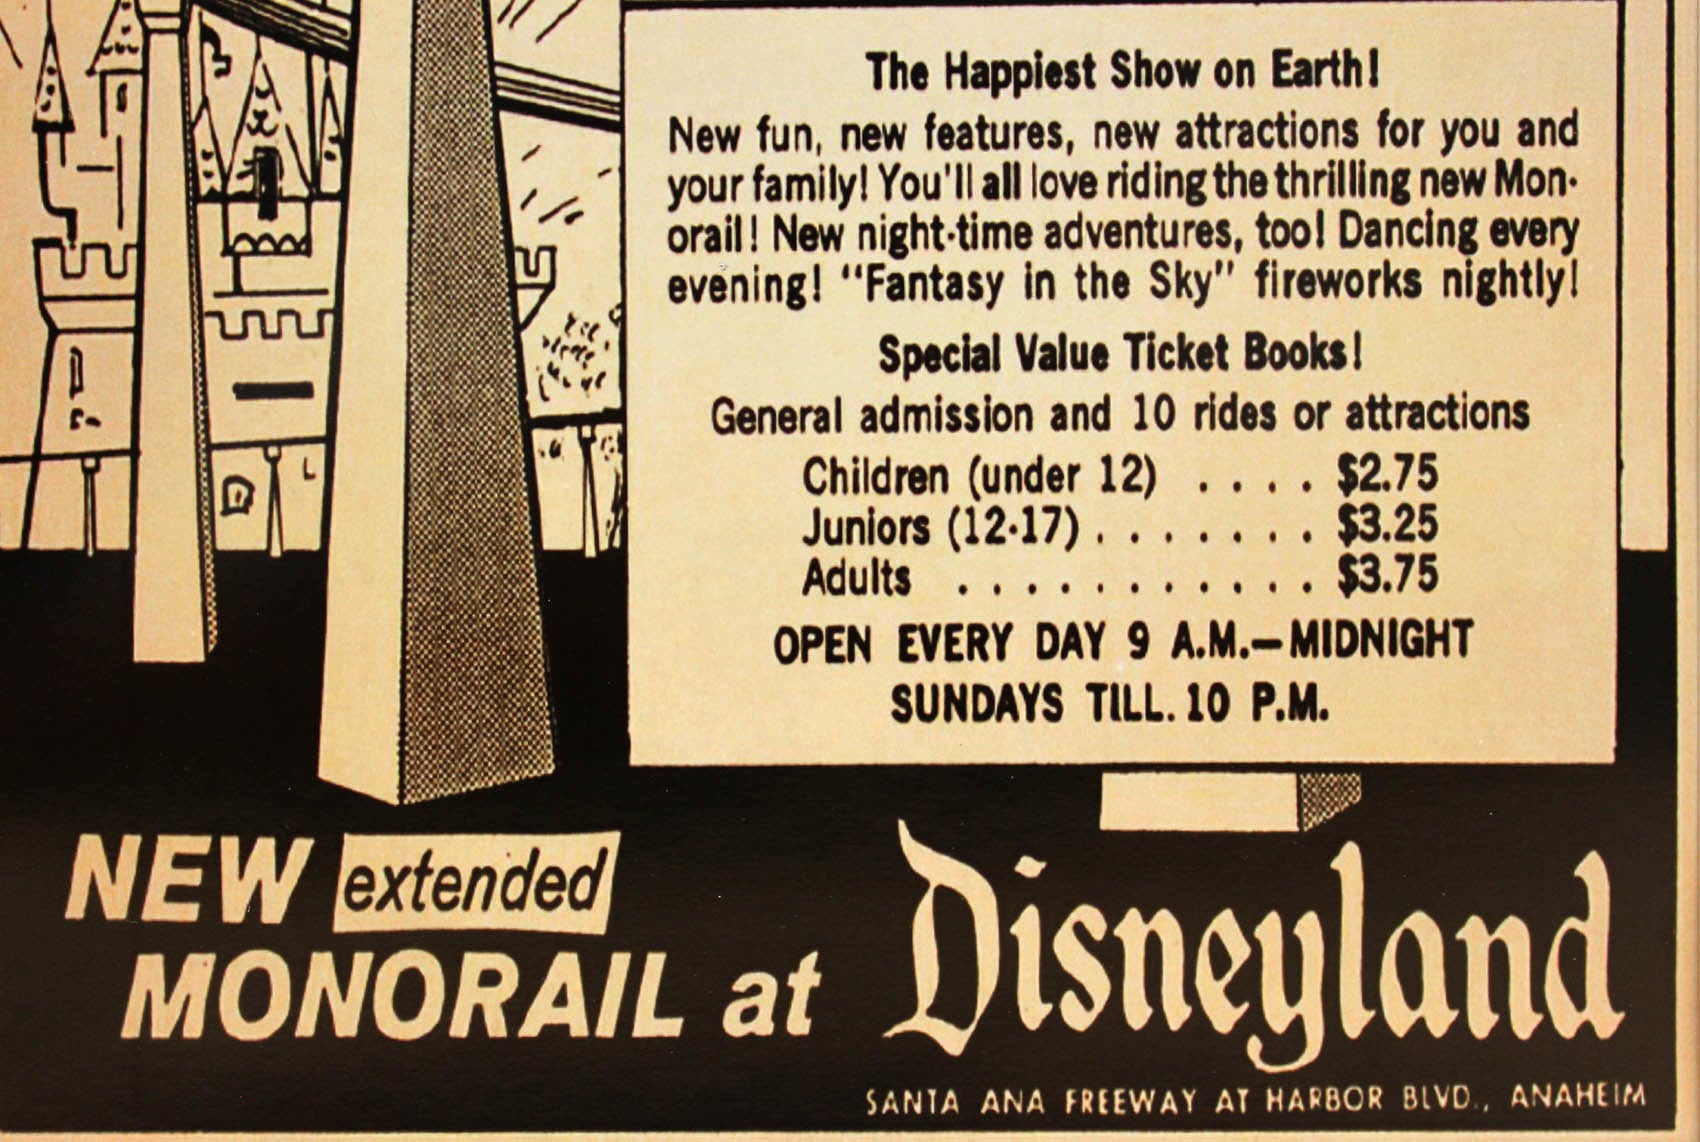 The Happiest Show on Earth!
New fun, new features, new attractions for you and
your family! You'll all love riding the thrilling new Mon-
orail! New night-time adventures, too! Dancing every
evening! "Fantasy in the Sky" fireworks nightly!
Special Value Ticket Books!
General admission and 10 rides or attractions
Children (under 12) . . . . $2.75
Juniors (12-17) . . . . . . . $3.25
Adults . . . . . . . . . . . $3.75
OPEN EVERY DAY 9 A.M.—MIDNIGHT
SUNDAYS TILL. 10 P.M.
NEW extended
MONORAIL at Disneyland
SANTA ANA FREEWAY AT HARBOR BLVD., ANAHEIM